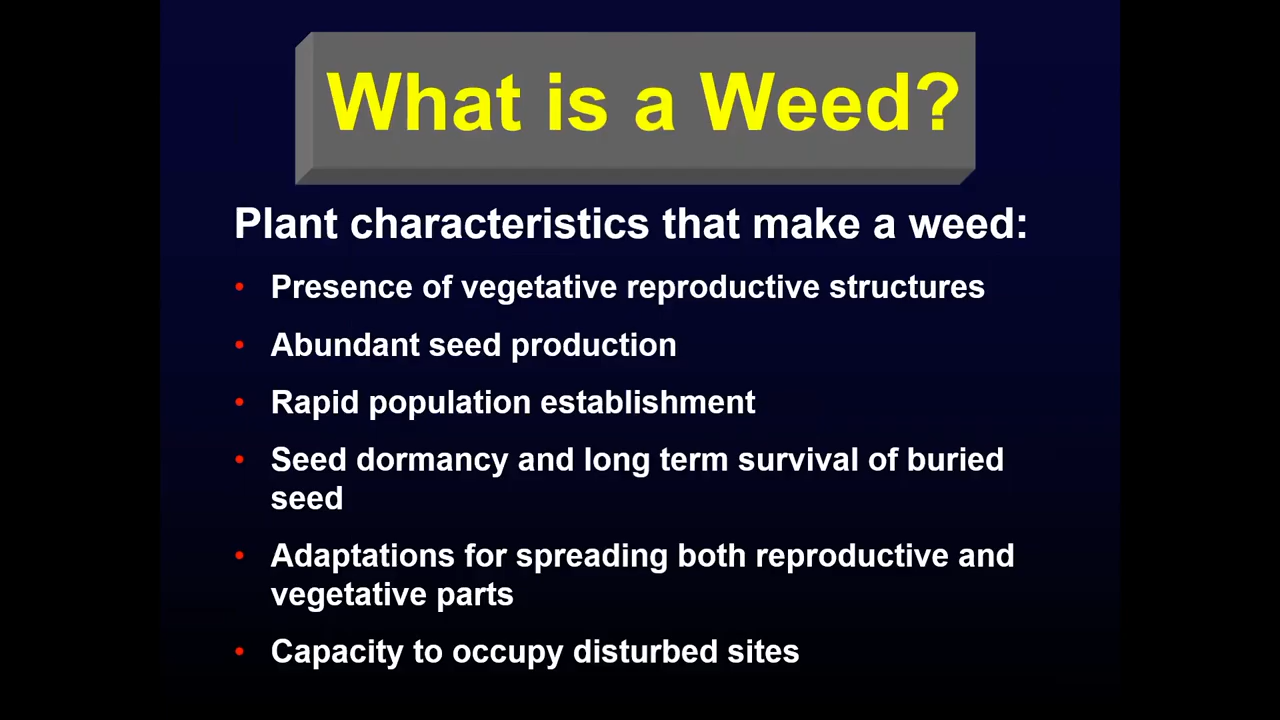 What is a Weed?
Plant characteristics that make a weed:
• Presence of vegetative reproductive structures
• Abundant seed production
• Rapid population establishment
• Seed dormancy and long term survival of buried
seed
• Adaptations for spreading both reproductive and
vegetative parts
• Capacity to occupy disturbed sites